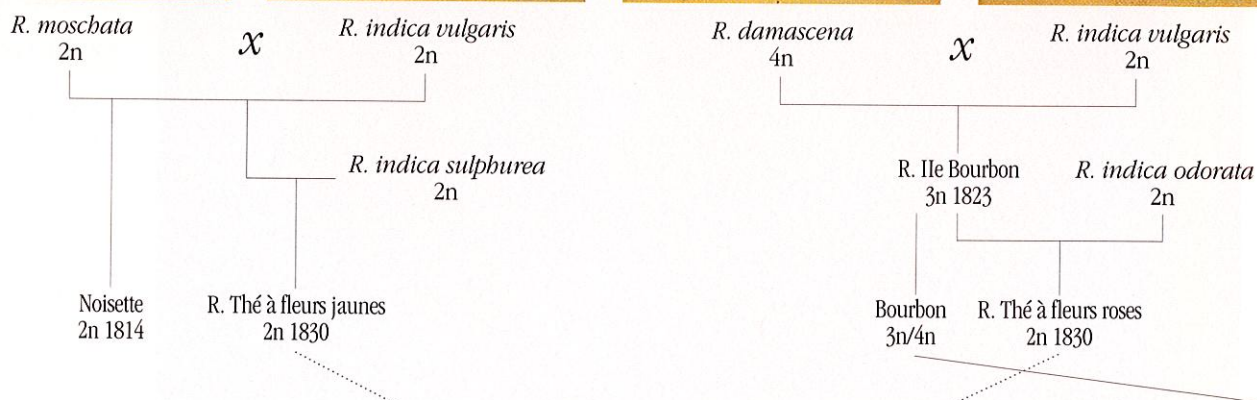 R. moschata
2n
x
R. indica vulgaris
2n
R. damascena
4n
x
R. indica vulgaris
2n
R. indica sulphurea
2n
R. Ile Bourbon
3n 1823
R. indica odorata
2n
Noisette
2n 1814
R. Thé à fleurs jaunes
2n 1830
Bourbon
3n/4n
R. Thé à fleurs roses
2n 1830